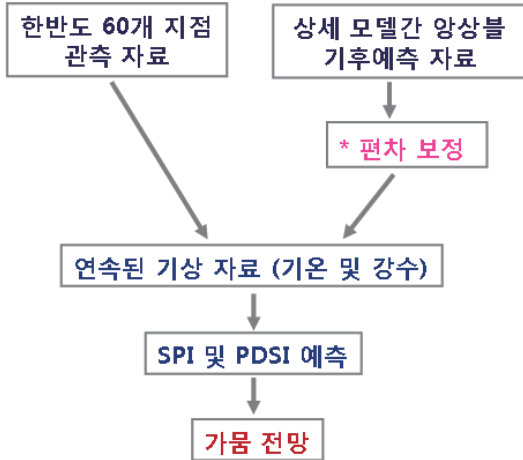 한반도 60개 지점
관측 자료
상세 모델간 앙상블
기후예측 자료
* 편차 보정
연속된 기상 자료 (기온 및 강수)
SPI 및 PDSI 예측
가뭄 전망